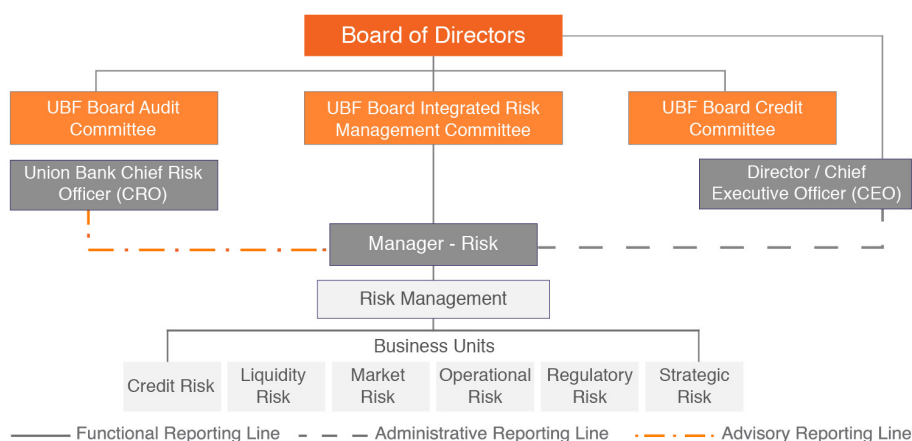 Board of Directors
UBF Board Audit
Committee
UBF Board Integrated Risk
Management Committee
UBF Board Credit
Committee
Union Bank Chief Risk
Officer (CRO)
Director / Chief
Executive Officer (CEO)
Manager - Risk
Risk Management
Business Units
Credit Risk
Liquidity
Risk
Market
Risk
Operational
Risk
Regulatory
Risk
Strategic
Risk
Functional Reporting Line
Administrative Reporting Line
Advisory Reporting Line